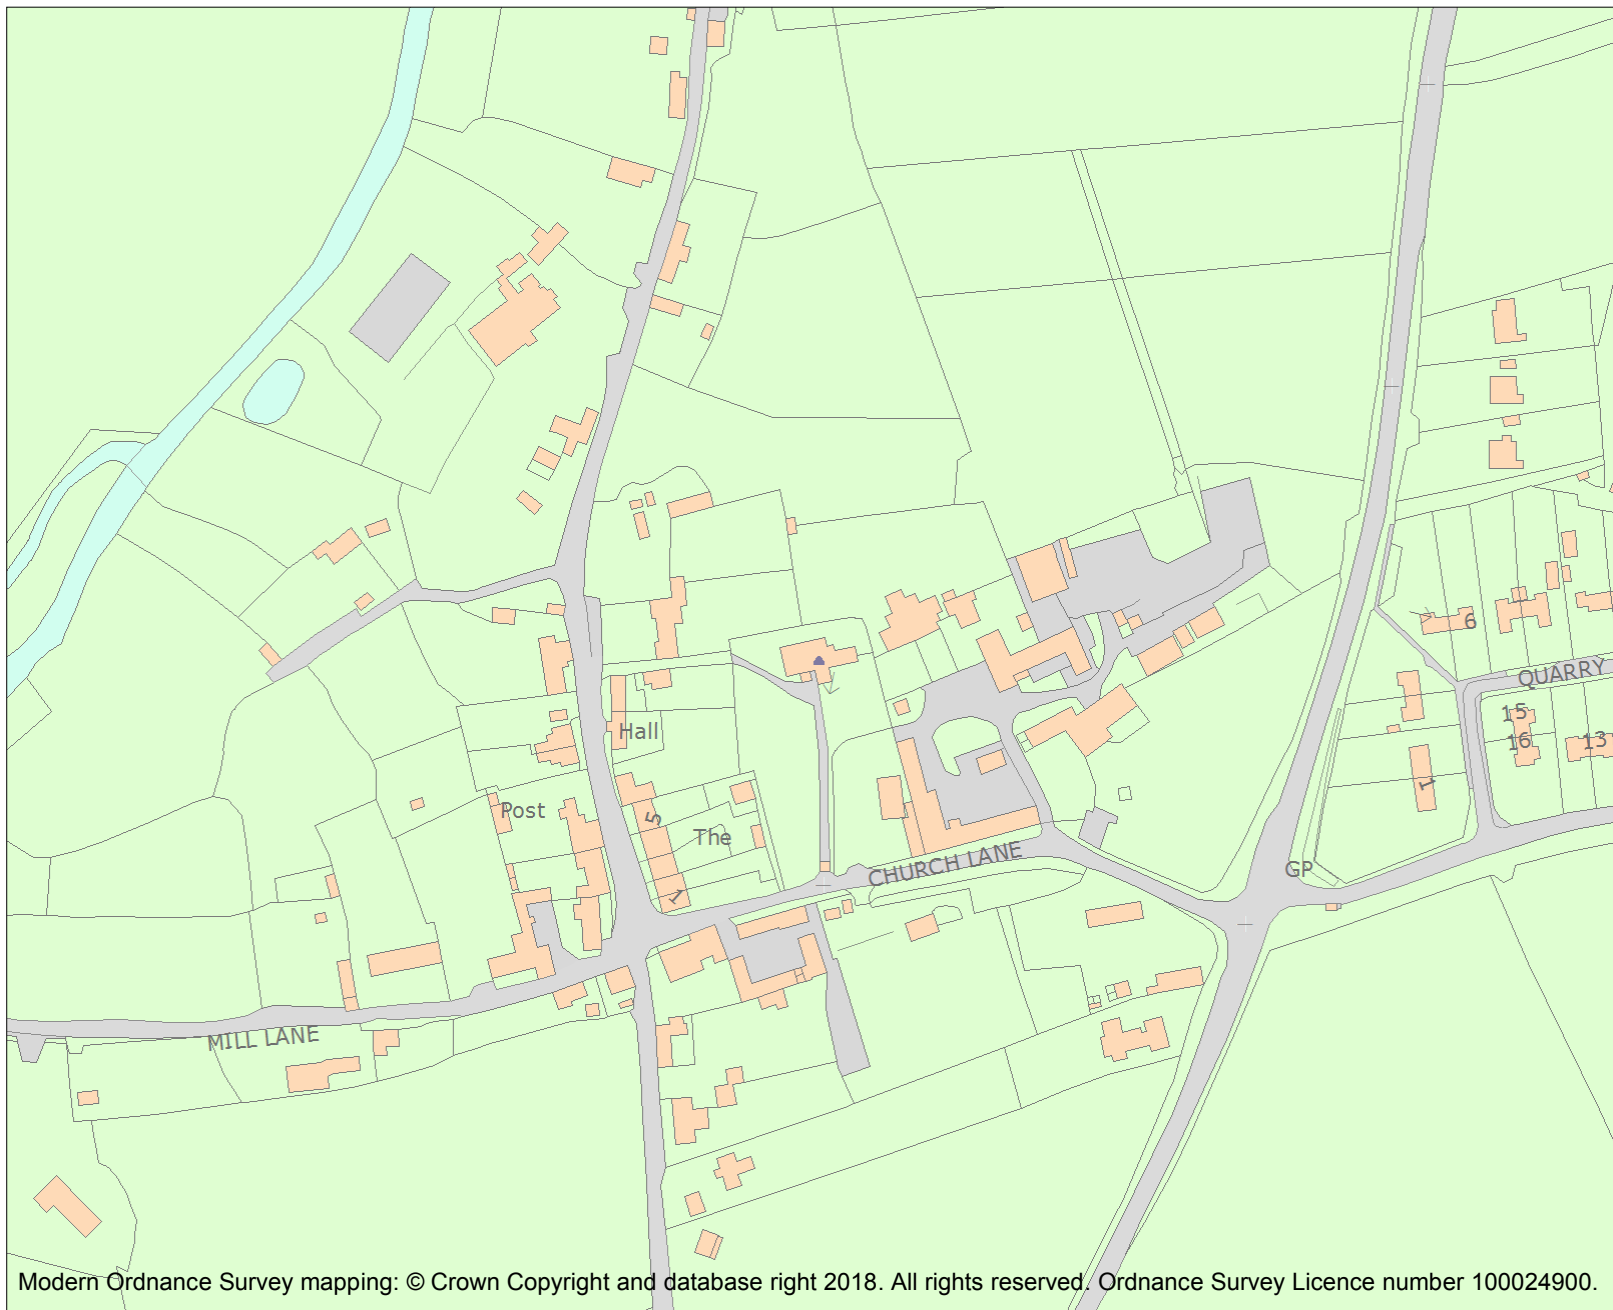 6
QUARRY
15
Hall
16
13
1
Post
5
The
CHURCH LANE
GP
1
MILL LANE
Modern Ordnance Survey mapping: © Crown Copyright and database right 2018. All rights reserved. Ordnance Survey Licence number 100024900.